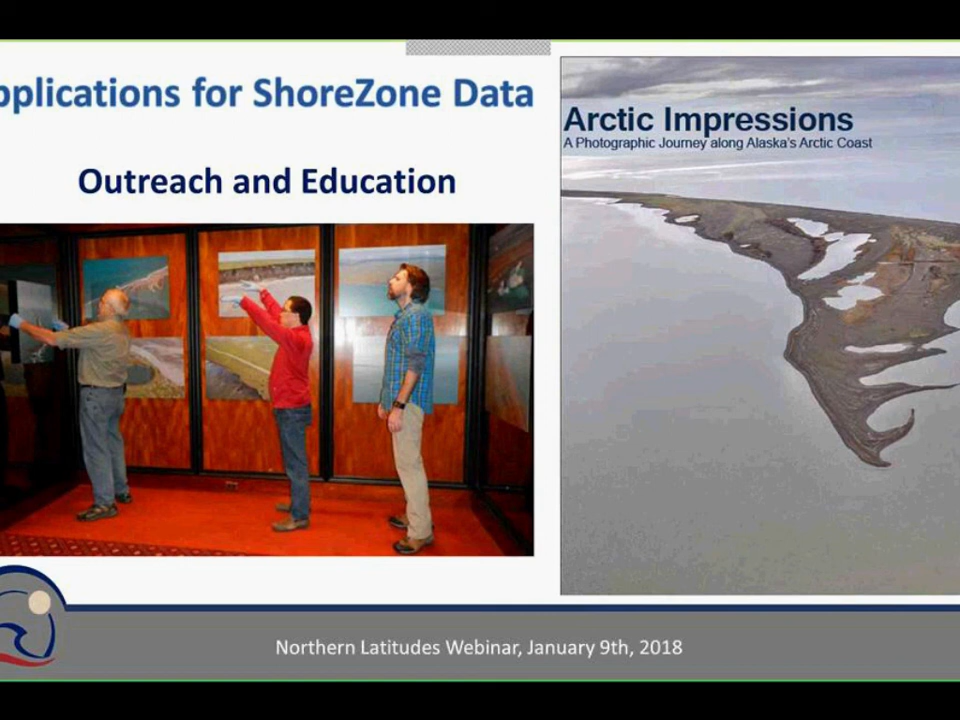 pplications for ShoreZone Data
Outreach and Education
Arctic Impressions
A Photographic Journey along Alaska's Arctic Coast
Northern Latitudes Webinar, January 9th, 2018